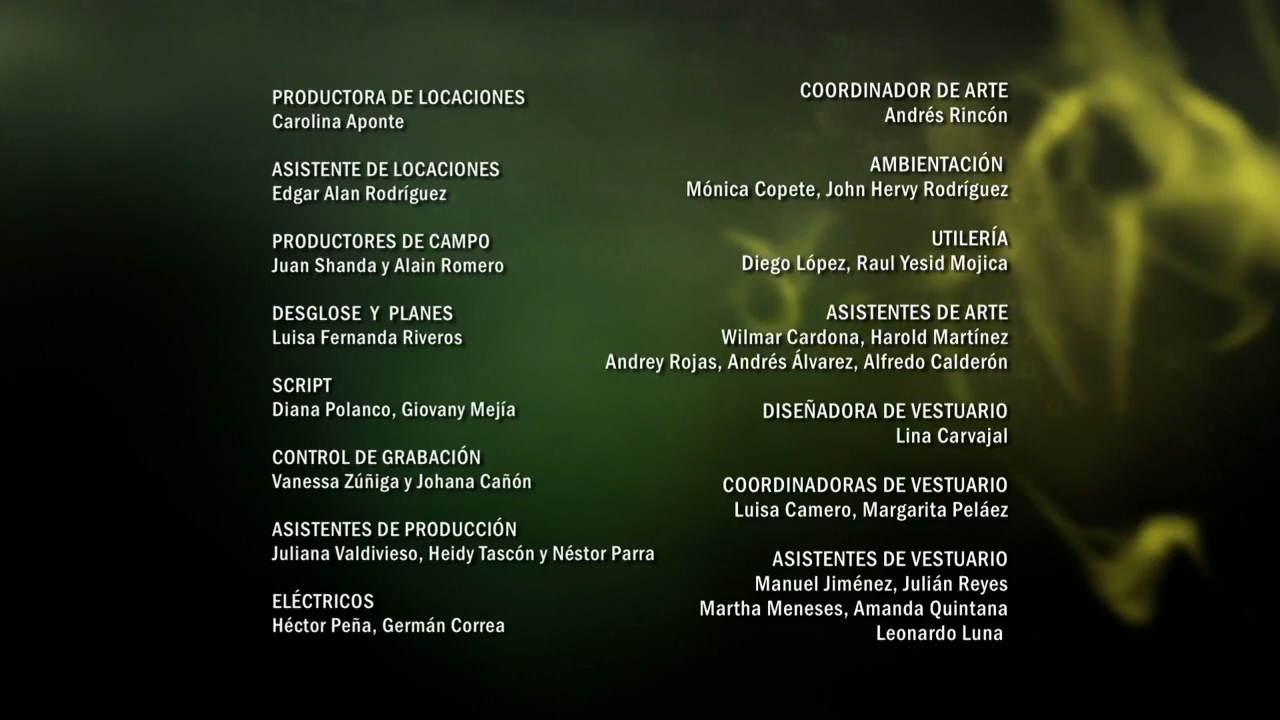 PRODUCTORA DE LOCACIONES
Carolina Aponte
ASISTENTE DE LOCACIONES
Edgar Alan Rodríguez
PRODUCTORES DE CAMPO
Juan Shanda y Alain Romero
DESGLOSE Y PLANES
Luisa Fernanda Riveros
SCRIPT
Diana Polanco, Giovany Mejía
CONTROL DE GRABACIÓN
Vanessa Zúñiga y Johana Cañón
ASISTENTES DE PRODUCCIÓN
Juliana Valdivieso, Heidy Tascón y Néstor Parra
ELÉCTRICOS
Héctor Peña, Germán Correa
COORDINADOR DE ARTE
Andrés Rincón
AMBIENTACIÓN
Mónica Copete, John Hervy Rodríguez
UTILERÍA
Diego López, Raul Yesid Mojica
ASISTENTES DE ARTE
Wilmar Cardona, Harold Martínez
Andrey Rojas, Andrés Álvarez, Alfredo Calderón
DISEÑADORA DE VESTUARIO
Lina Carvajal
COORDINADORAS DE VESTUARIO
Luisa Camero, Margarita Peláez
ASISTENTES DE VESTUARIO
Manuel Jiménez, Julián Reyes
Martha Meneses, Amanda Quintana
Leonardo Luna